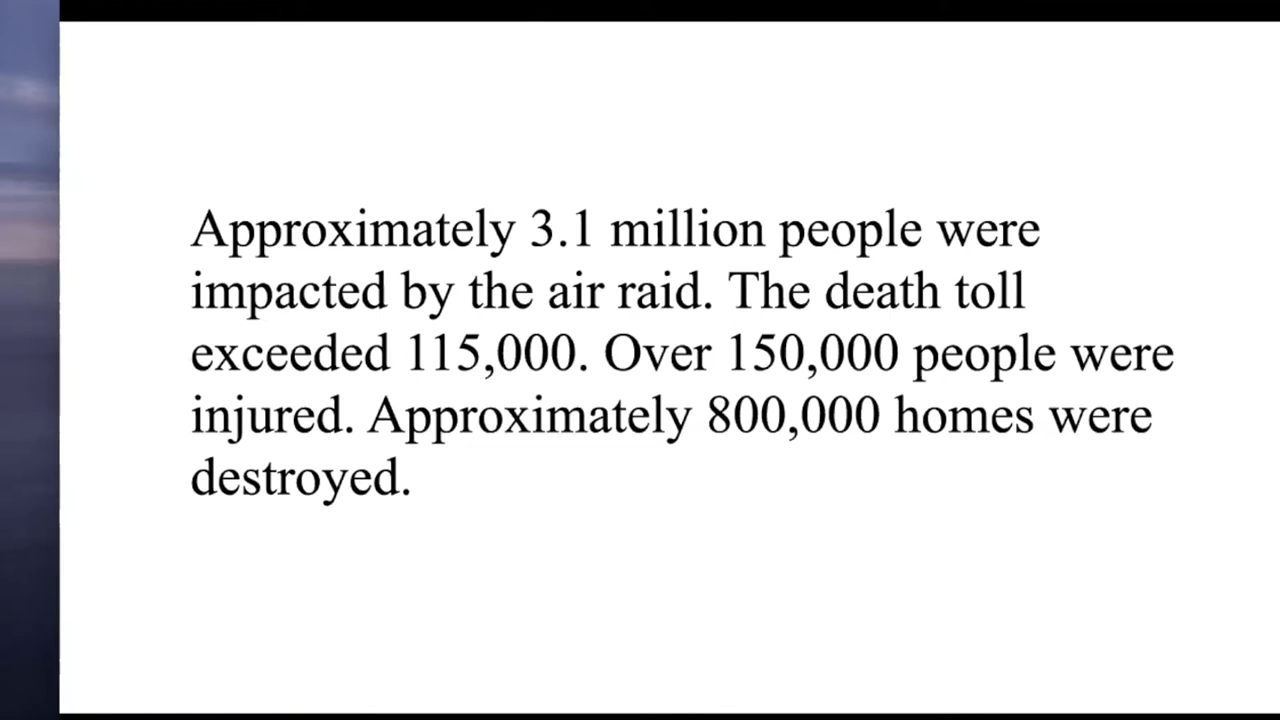 Approximately 3.1 million people were
impacted by the air raid. The death toll
exceeded 115,000. Over 150,000 people were
injured. Approximately 800,000 homes were
destroyed.